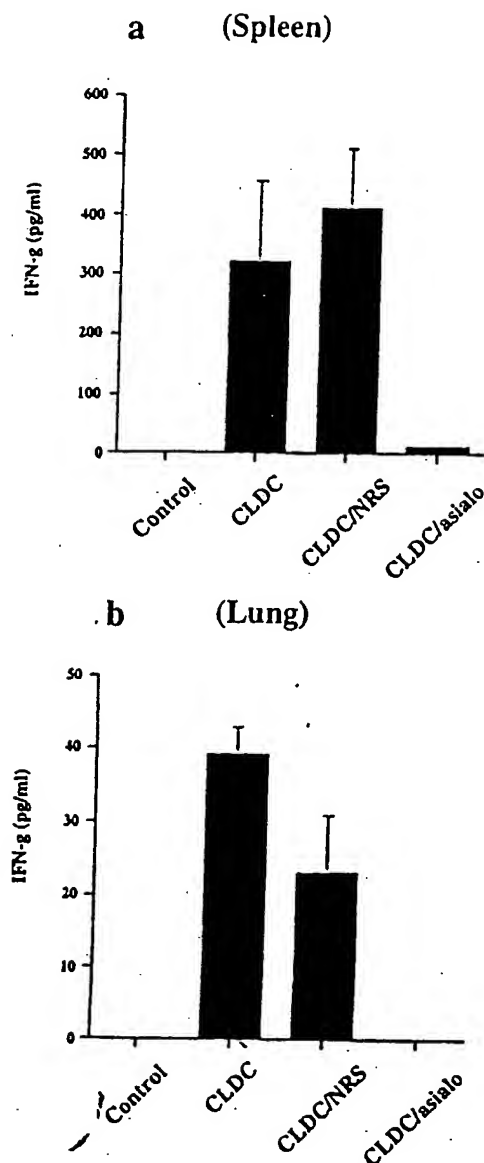 a (Spleen)
600
500
400
300
200
100
0
IFN-g (pg/ml)
Control
CLDC
CLDC/NRS
CLDC/asialo
b (Lung)
50
40
30
20
10
0
IFN-g (pg/ml)
Control
CLDC
CLDC/NRS
CLDC/asialo